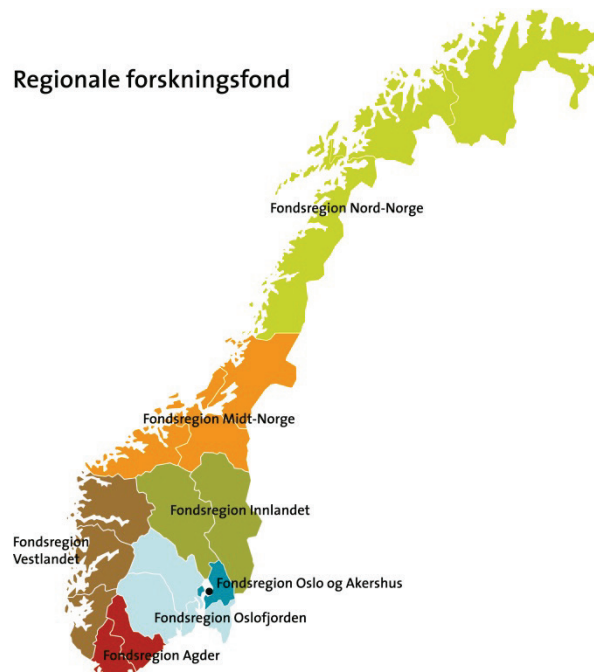 Regionale forskningsfond
Fondsregion Nord-Norge
Fondsregion Midt-Norge
Fondsregion Innlandet
Fondsregion
Vestlandet
Fondsregion Oslo og Akershus
Fondsregion Oslofjorden
Fondsregion Agder